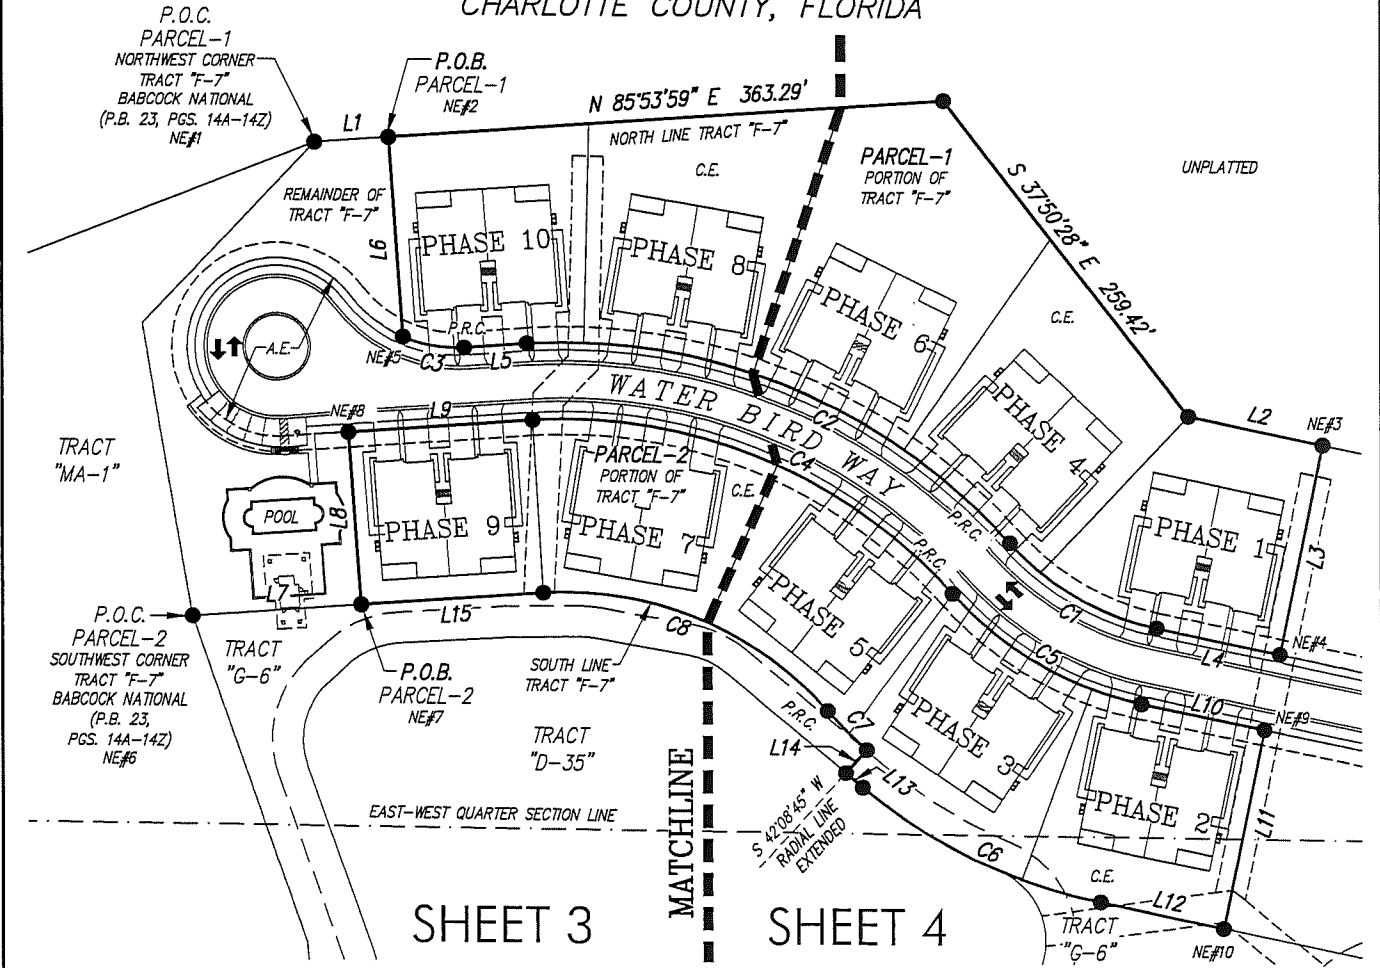 CHARLOTTE COUNTY, FLORIDA
P.O.C.
PARCEL-1
NORTHWEST CORNER
TRACT "F-7"
BABCOCK NATIONAL
(P.B. 23, PGS. 14A-14Z)
NE#1
P.O.B.
PARCEL-1
NE#2
L1
N 85°53'59" E 363.29'
NORTH LINE TRACT "F-7"
C.E.
PARCEL-1
PORTION OF
TRACT "F-7"
UNPLATTED
S 37°50'28" E 259.42'
REMAINDER OF
TRACT "F-7"
L6
PHASE 10
PHASE 8
PHASE 6
C.E.
PHASE 4
A.E.
NE#5
C3
P.R.C.
L5
WATER BIRD WAY
C2
L2
NE#3
NE#8
L9
TRACT
"MA-1"
POOL
L8
PHASE 9
PARCEL-2
PORTION OF
TRACT "F-7"
PHASE 7
C.E.
C4
P.R.C.
P.R.C.
PHASE 1
L3
PHASE 5
C1
L4
NE#4
C5
L10
NE#9
7
P.O.C.
PARCEL-2
SOUTHWEST CORNER
TRACT "F-7"
BABCOCK NATIONAL
(P.B. 23,
PGS. 14A-14Z)
NE#6
TRACT
"G-6"
L15
P.O.B.
PARCEL-2
NE#7
SOUTH LINE
TRACT "F-7"
C8
TRACT
"D-35"
P.R.C.
C7
L14
L13
PHASE 3
PHASE 2
L11
S 42°08'45" W
RADIAL LINE
EXTENDED
EAST-WEST QUARTER SECTION LINE
MATCHLINE
C6
C.E.
L12
TRACT
"G-6"
NE#10
SHEET 3
SHEET 4